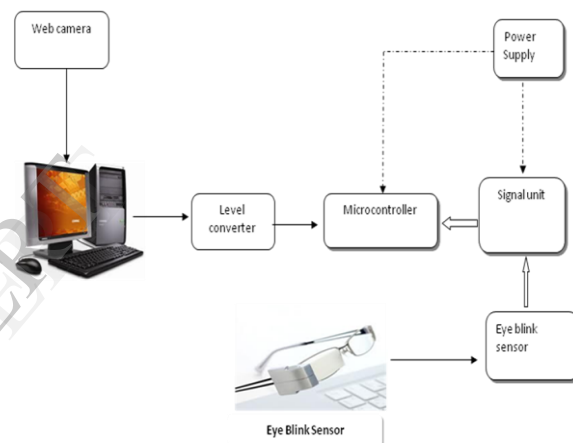 Web camera
Power
Supply
Level
converter
Microcontroller
Signal unit
Eye blink
sensor
Eye Blink Sensor